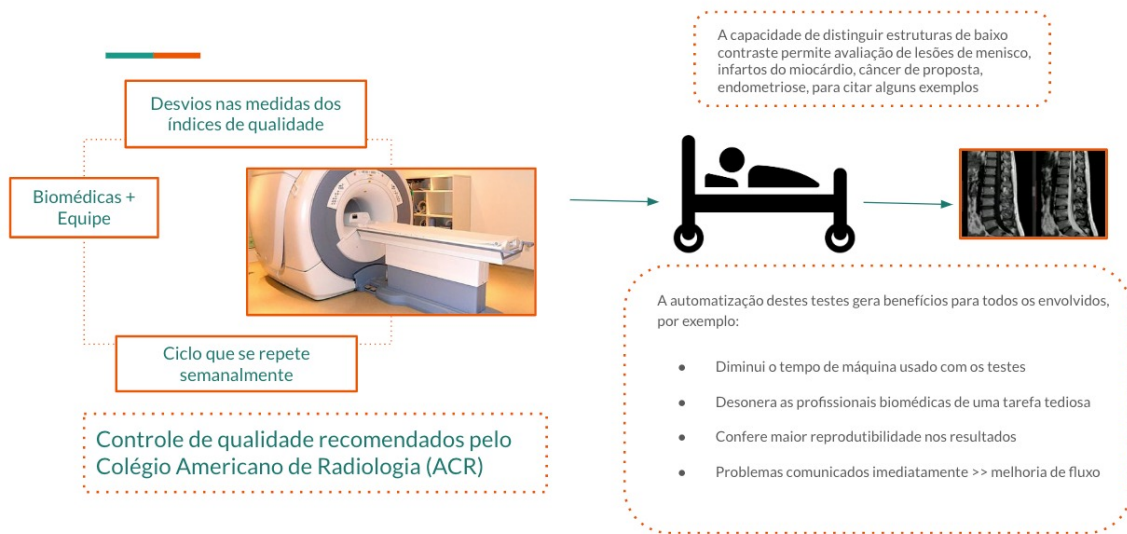 Desvios nas medidas dos
índices de qualidade
Biomédicas +
Equipe
Ciclo que se repete
semanalmente
Controle de qualidade recomendados pelo
Colégio Americano de Radiologia (ACR)
A capacidade de distinguir estruturas de baixo
contraste permite avaliação de lesões de menisco,
infartos do miocárdio, câncer de proposta,
endometriose, para citar alguns exemplos
A automatização destes testes gera benefícios para todos os envolvidos,
por exemplo:
● Diminui o tempo de máquina usado com os testes
● Desonera as profissionais biomédicas de uma tarefa tediosa
● Confere maior reprodutibilidade nos resultados
● Problemas comunicados imediatamente >> melhoria de fluxo